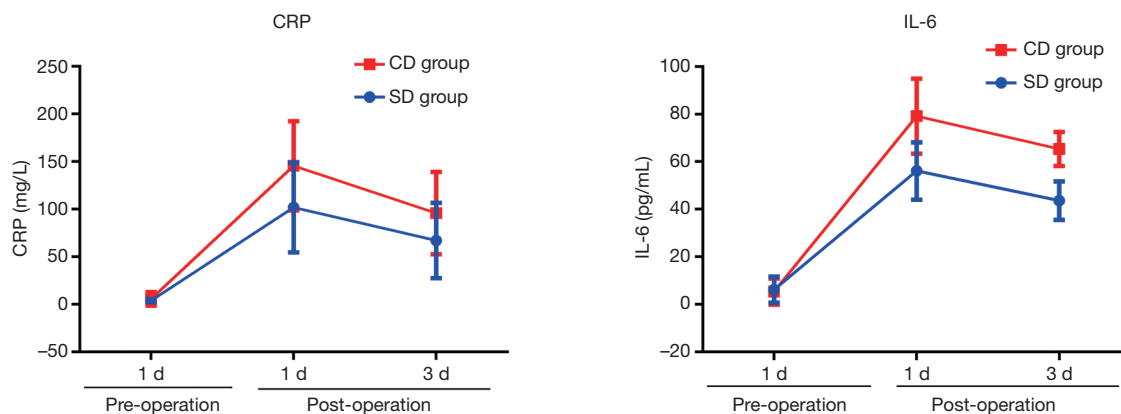 CRP
CD group
SD group
CRP (mg/L)
250
200
150
100
50
0
–50
1 d
1 d
3 d
Pre-operation
Post-operation
IL-6
CD group
SD group
IL-6 (pg/mL)
100
80
60
40
20
0
–20
1 d
1 d
3 d
Pre-operation
Post-operation